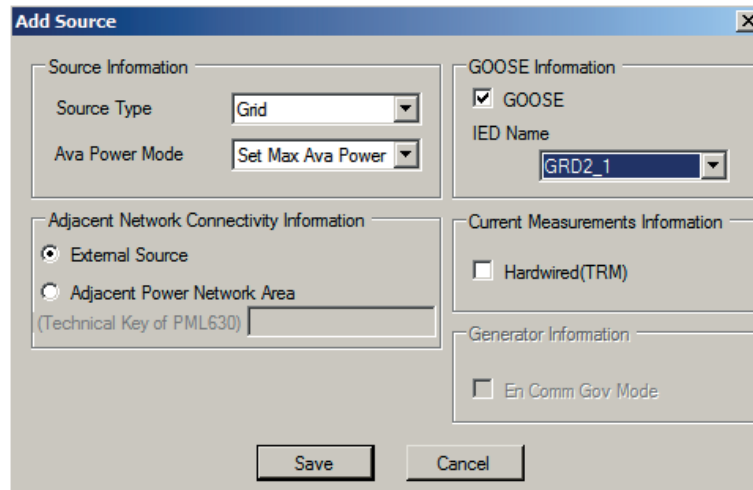 Add Source
Source Information
Source Type
Grid
Ava Power Mode
Set Max Ava Power
GOOSE Information
GOOSE
IED Name
GRD2_1
Adjacent Network Connectivity Information
External Source
Adjacent Power Network Area
(Technical Key of PML630)
Current Measurements Information
Hardwired(TRM)
Generator Information
En Comm Gov Mode
Save
Cancel